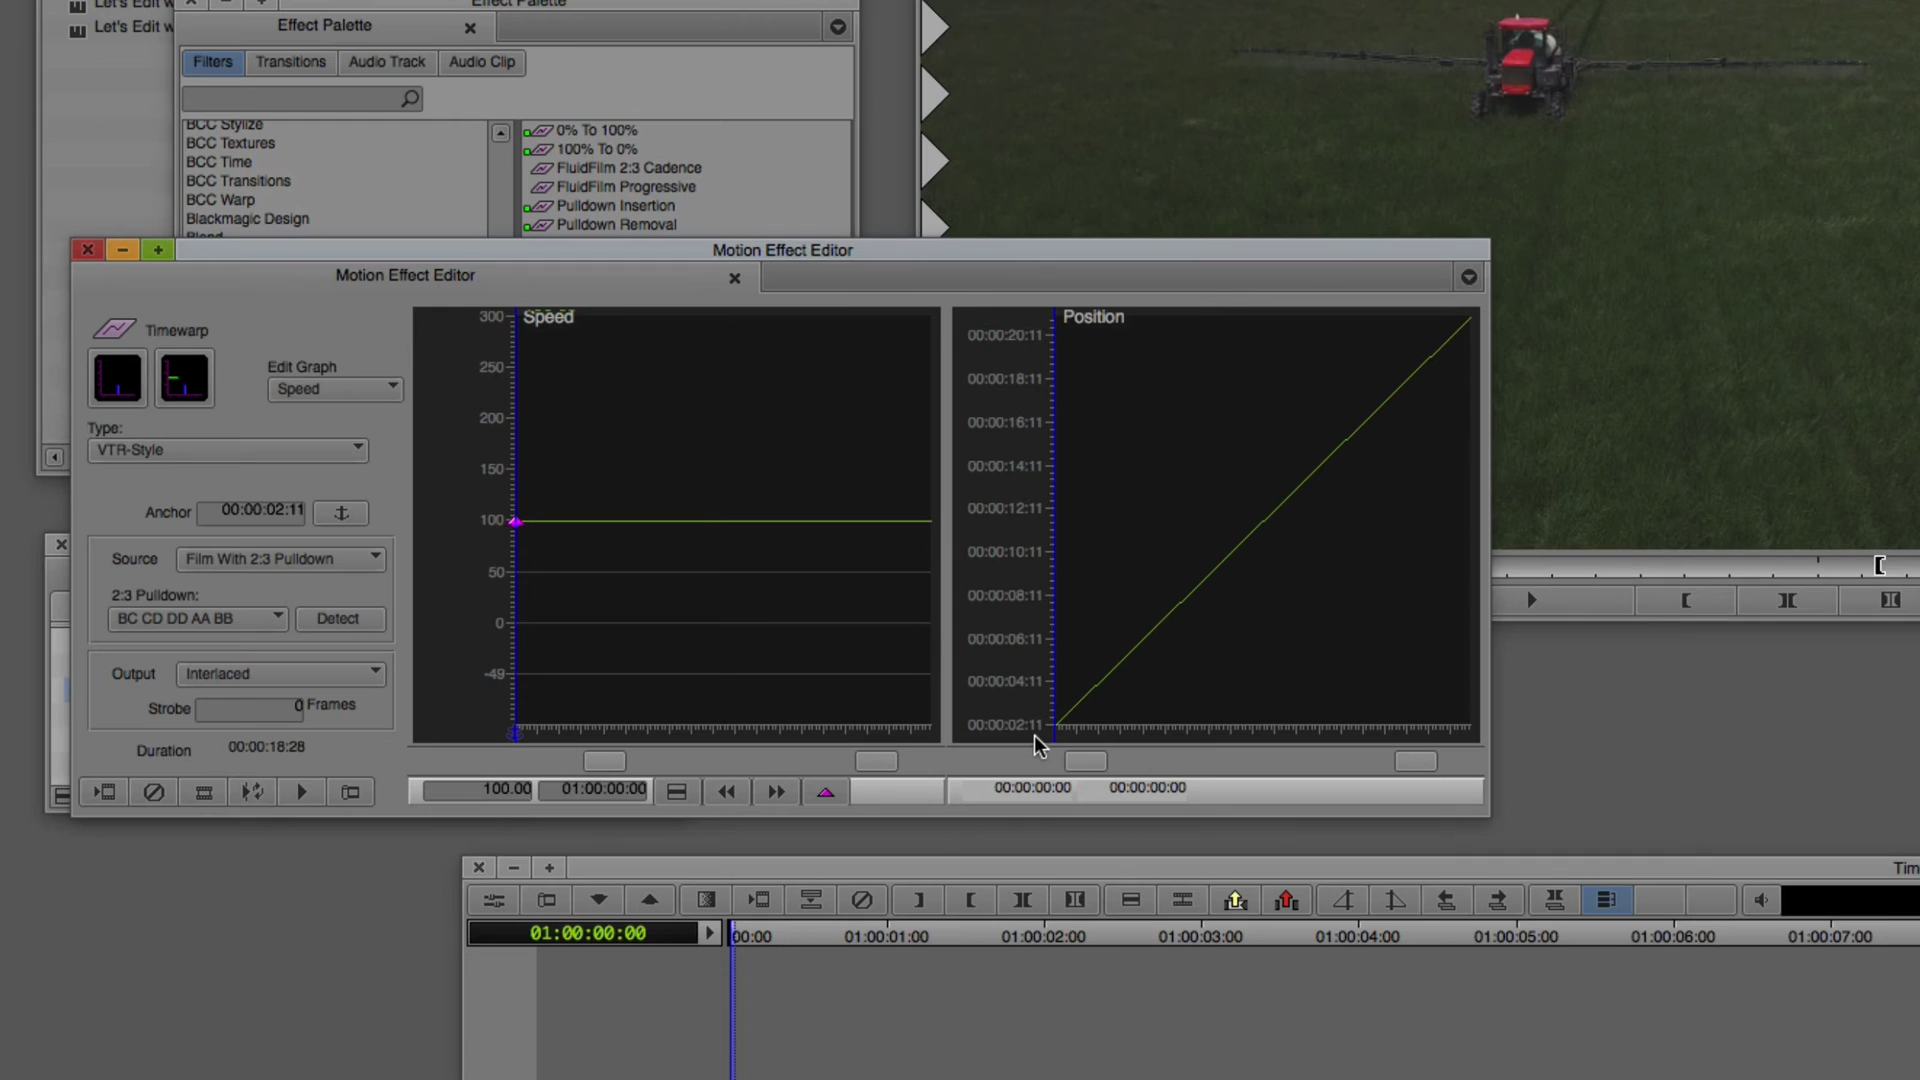 Let's Edit w
Let's Edit w
Effect Palette
Effect Palette
Filters
Transitions
Audio Track
Audio Clip
BCC Stylize
BCC Textures
BCC Time
BCC Transitions
BCC Warp
Blackmagic Design
Blend
0% To 100%
100% To 0%
FluidFilm 2:3 Cadence
FluidFilm Progressive
Pulldown Insertion
Pulldown Removal
Motion Effect Editor
Motion Effect Editor
Timewarp
Edit Graph
Speed
Type:
VTR-Style
Anchor 00:00:02:11
Source Film With 2:3 Pulldown
2:3 Pulldown:
BC CD DD AA BB Detect
Output Interlaced
Strobe 0 Frames
Duration 00:00:18:28
Speed
300
250
200
150
100
50
0
-49
100.00 01:00:00:00
Position
00:00:20:11
00:00:18:11
00:00:16:11
00:00:14:11
00:00:12:11
00:00:10:11
00:00:08:11
00:00:06:11
00:00:04:11
00:00:02:11
00:00:00:00 00:00:00:00
Tim
01:00:00:00
00:00 01:00:01:00 01:00:02:00 01:00:03:00 01:00:04:00 01:00:05:00 01:00:06:00 01:00:07:00